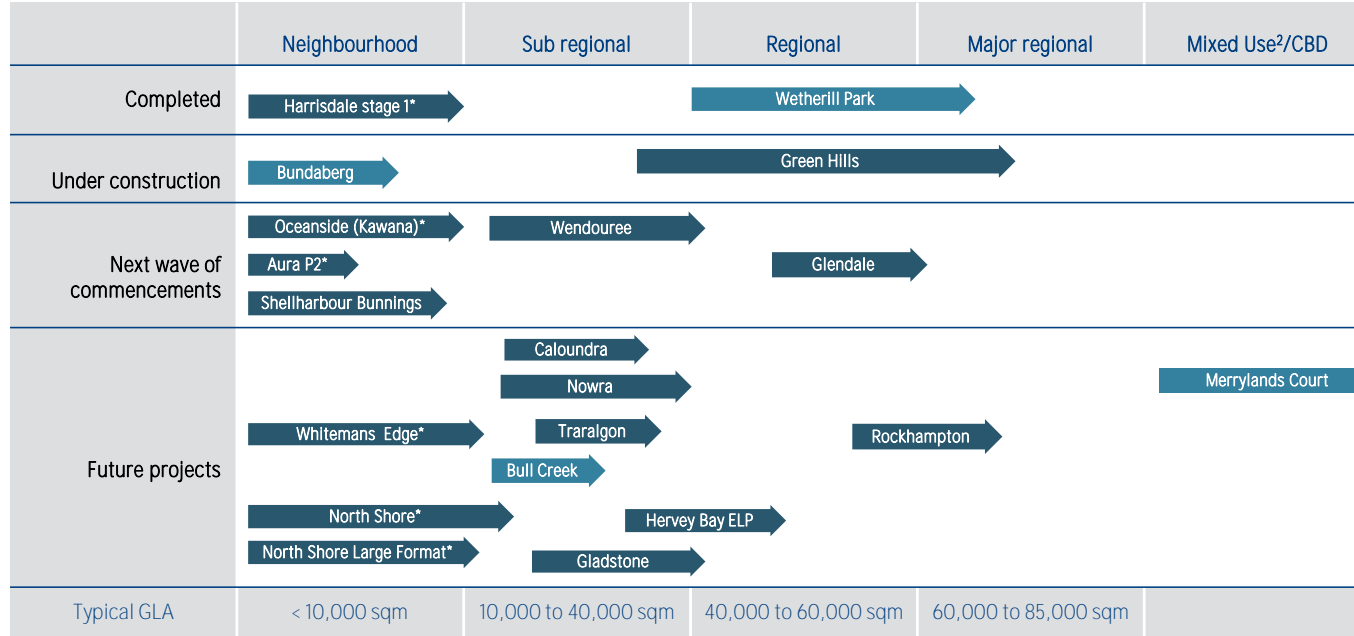 Neighbourhood Sub regional Regional Major regional Mixed Use²/CBD
Completed Harrisdale stage 1* Wetherill Park
Under construction Bundaberg Green Hills
Oceanside (Kawana)* Wendouree
Next wave of
commencements
Aura P2* Glendale
Shellharbour Bunnings
Caloundra
Nowra Merrylands Court
Whitemans Edge* Traralgon Rockhampton
Future projects Bull Creek
North Shore* Hervey Bay ELP
North Shore Large Format* Gladstone
Typical GLA < 10,000 sqm 10,000 to 40,000 sqm 40,000 to 60,000 sqm 60,000 to 85,000 sqm